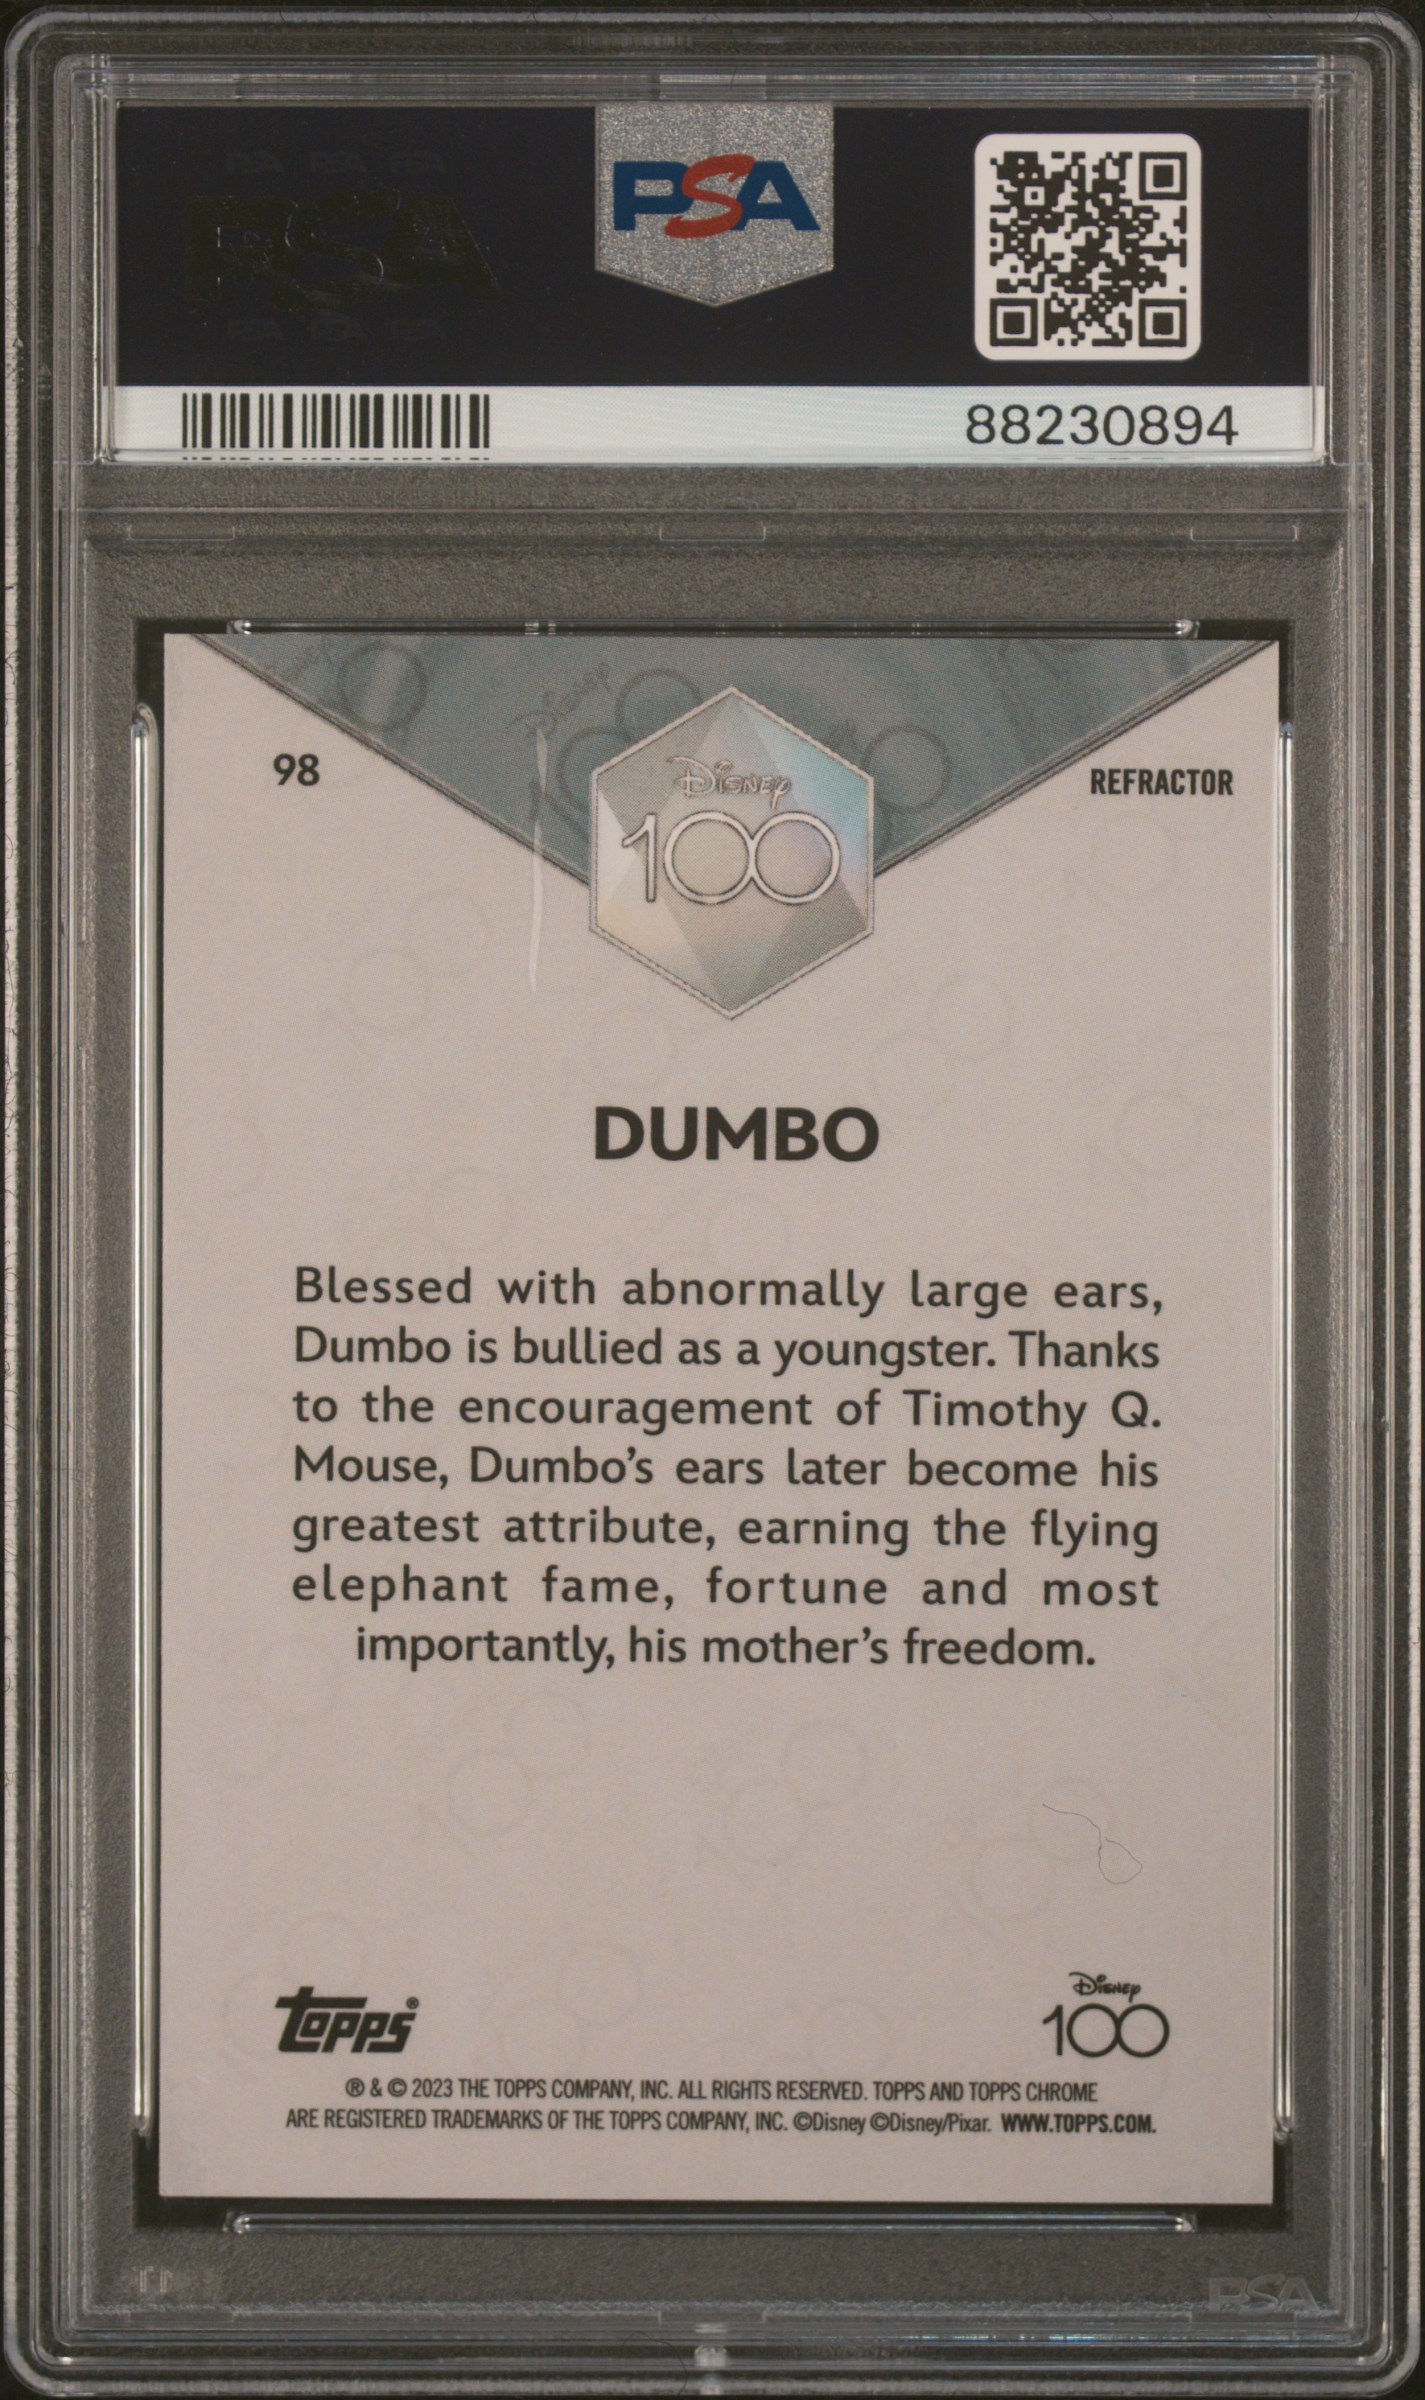 PSA
88230894
98
REFRACTOR
Disney
100
DUMBO
Blessed with abnormally large ears,
Dumbo is bullied as a youngster. Thanks
to the encouragement of Timothy Q.
Mouse, Dumbo's ears later become his
greatest attribute, earning the flying
elephant fame, fortune and most
importantly, his mother's freedom.
Topps®
Disney
100
® & © 2023 THE TOPPS COMPANY, INC. ALL RIGHTS RESERVED. TOPPS AND TOPPS CHROME
ARE REGISTERED TRADEMARKS OF THE TOPPS COMPANY, INC. ©Disney ©Disney/Pixar. WWW.TOPPS.COM.
PSA